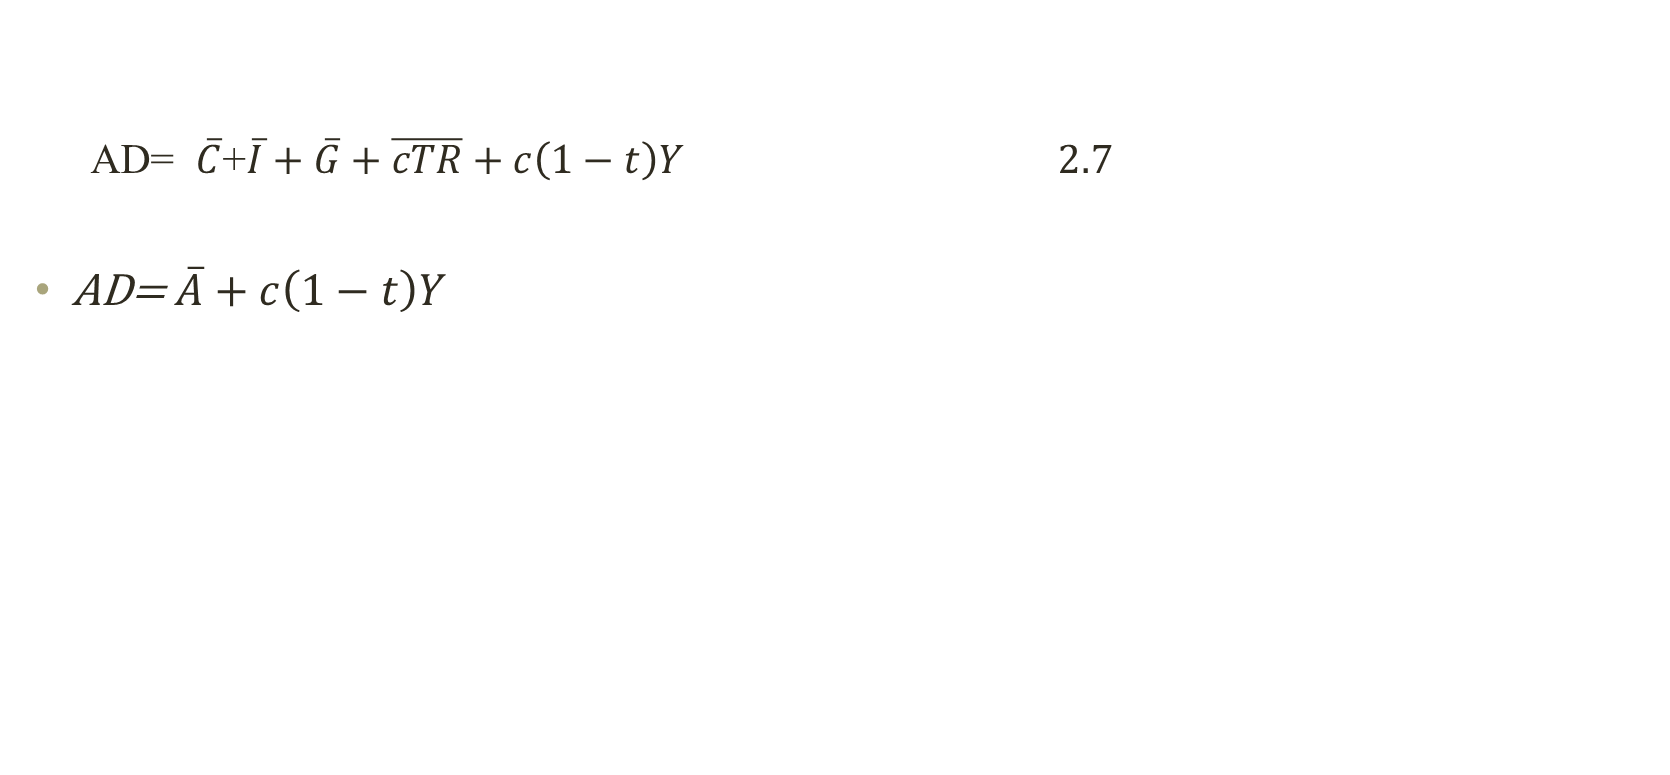 AD= C̄+Ī + Ḡ + c̅T̅R̅ + c(1 − t)Y 2.7
• AD= Ā + c(1 − t)Y